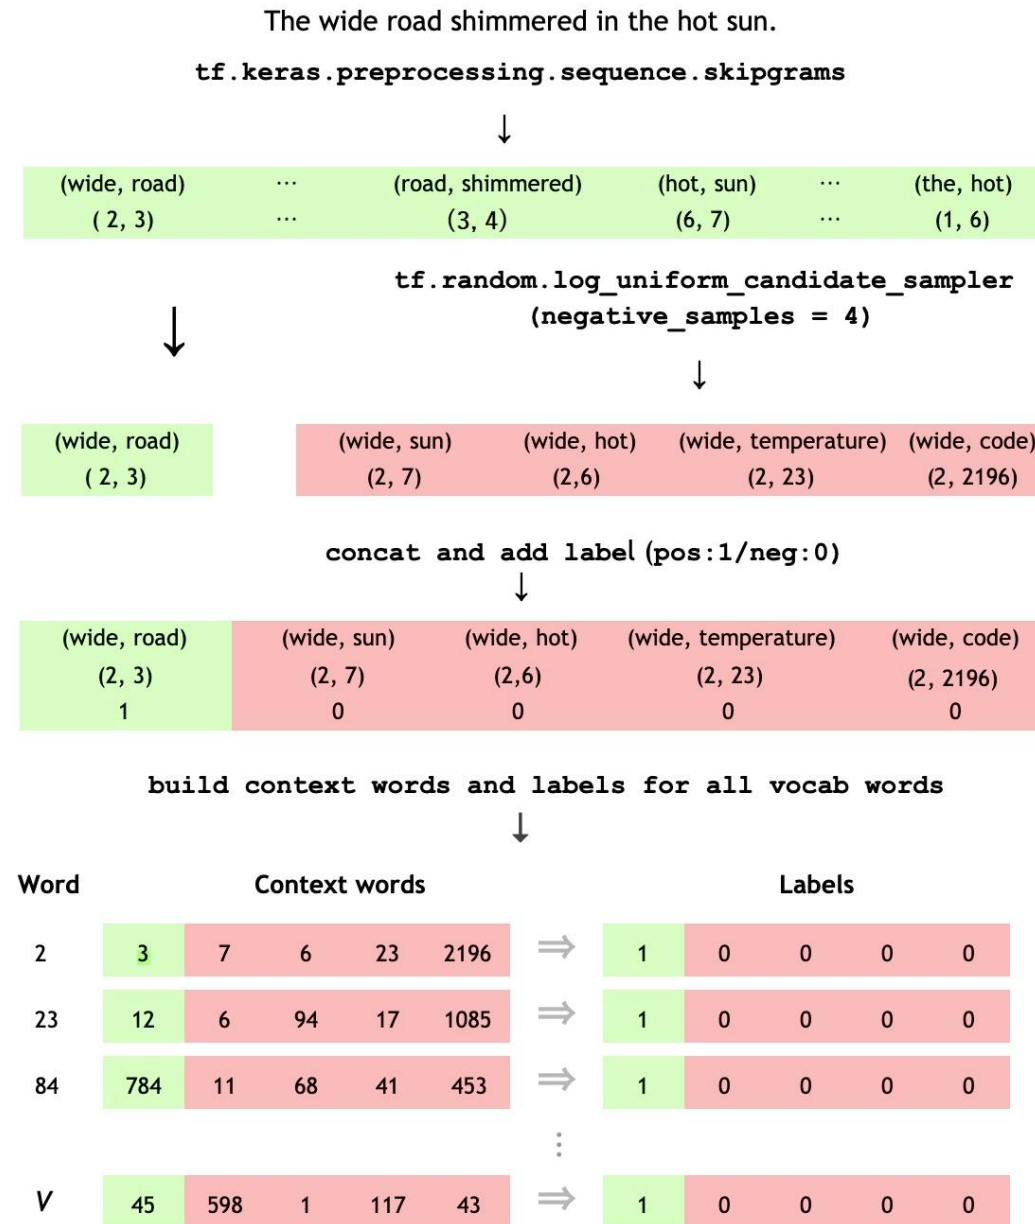 The wide road shimmered in the hot sun.
tf.keras.preprocessing.sequence.skipgrams
↓
(wide, road) ... (road, shimmered) (hot, sun) ... (the, hot)
( 2, 3) ... (3, 4) (6, 7) ... (1, 6)
tf.random.log_uniform_candidate_sampler
(negative_samples = 4)
↓ ↓
(wide, road) (wide, sun) (wide, hot) (wide, temperature) (wide, code)
( 2, 3) (2, 7) (2,6) (2, 23) (2, 2196)
concat and add label (pos:1/neg:0)
↓
(wide, road) (wide, sun) (wide, hot) (wide, temperature) (wide, code)
(2, 3) (2, 7) (2,6) (2, 23) (2, 2196)
1 0 0 0 0
build context words and labels for all vocab words
↓
Word Context words Labels
2 3 7 6 23 2196 ⇒ 1 0 0 0 0
23 12 6 94 17 1085 ⇒ 1 0 0 0 0
84 784 11 68 41 453 ⇒ 1 0 0 0 0
⋮
V 45 598 1 117 43 ⇒ 1 0 0 0 0